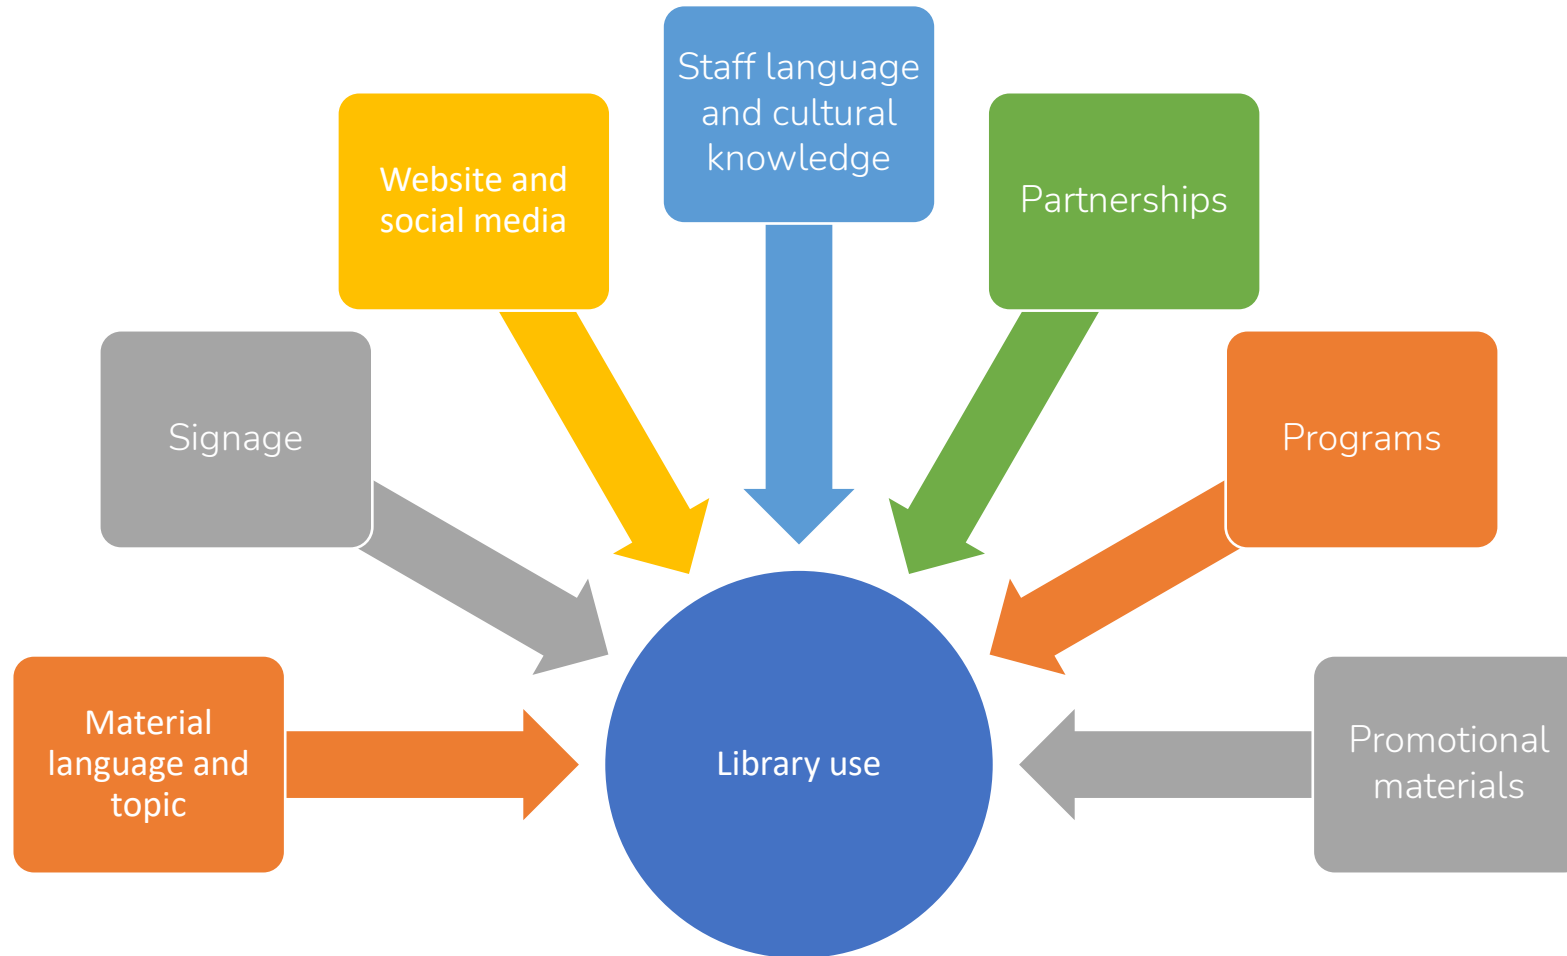 Staff language
and cultural
knowledge
Website and
social media
Partnerships
Signage
Programs
Material
language and
topic
Library use
Promotional
materials